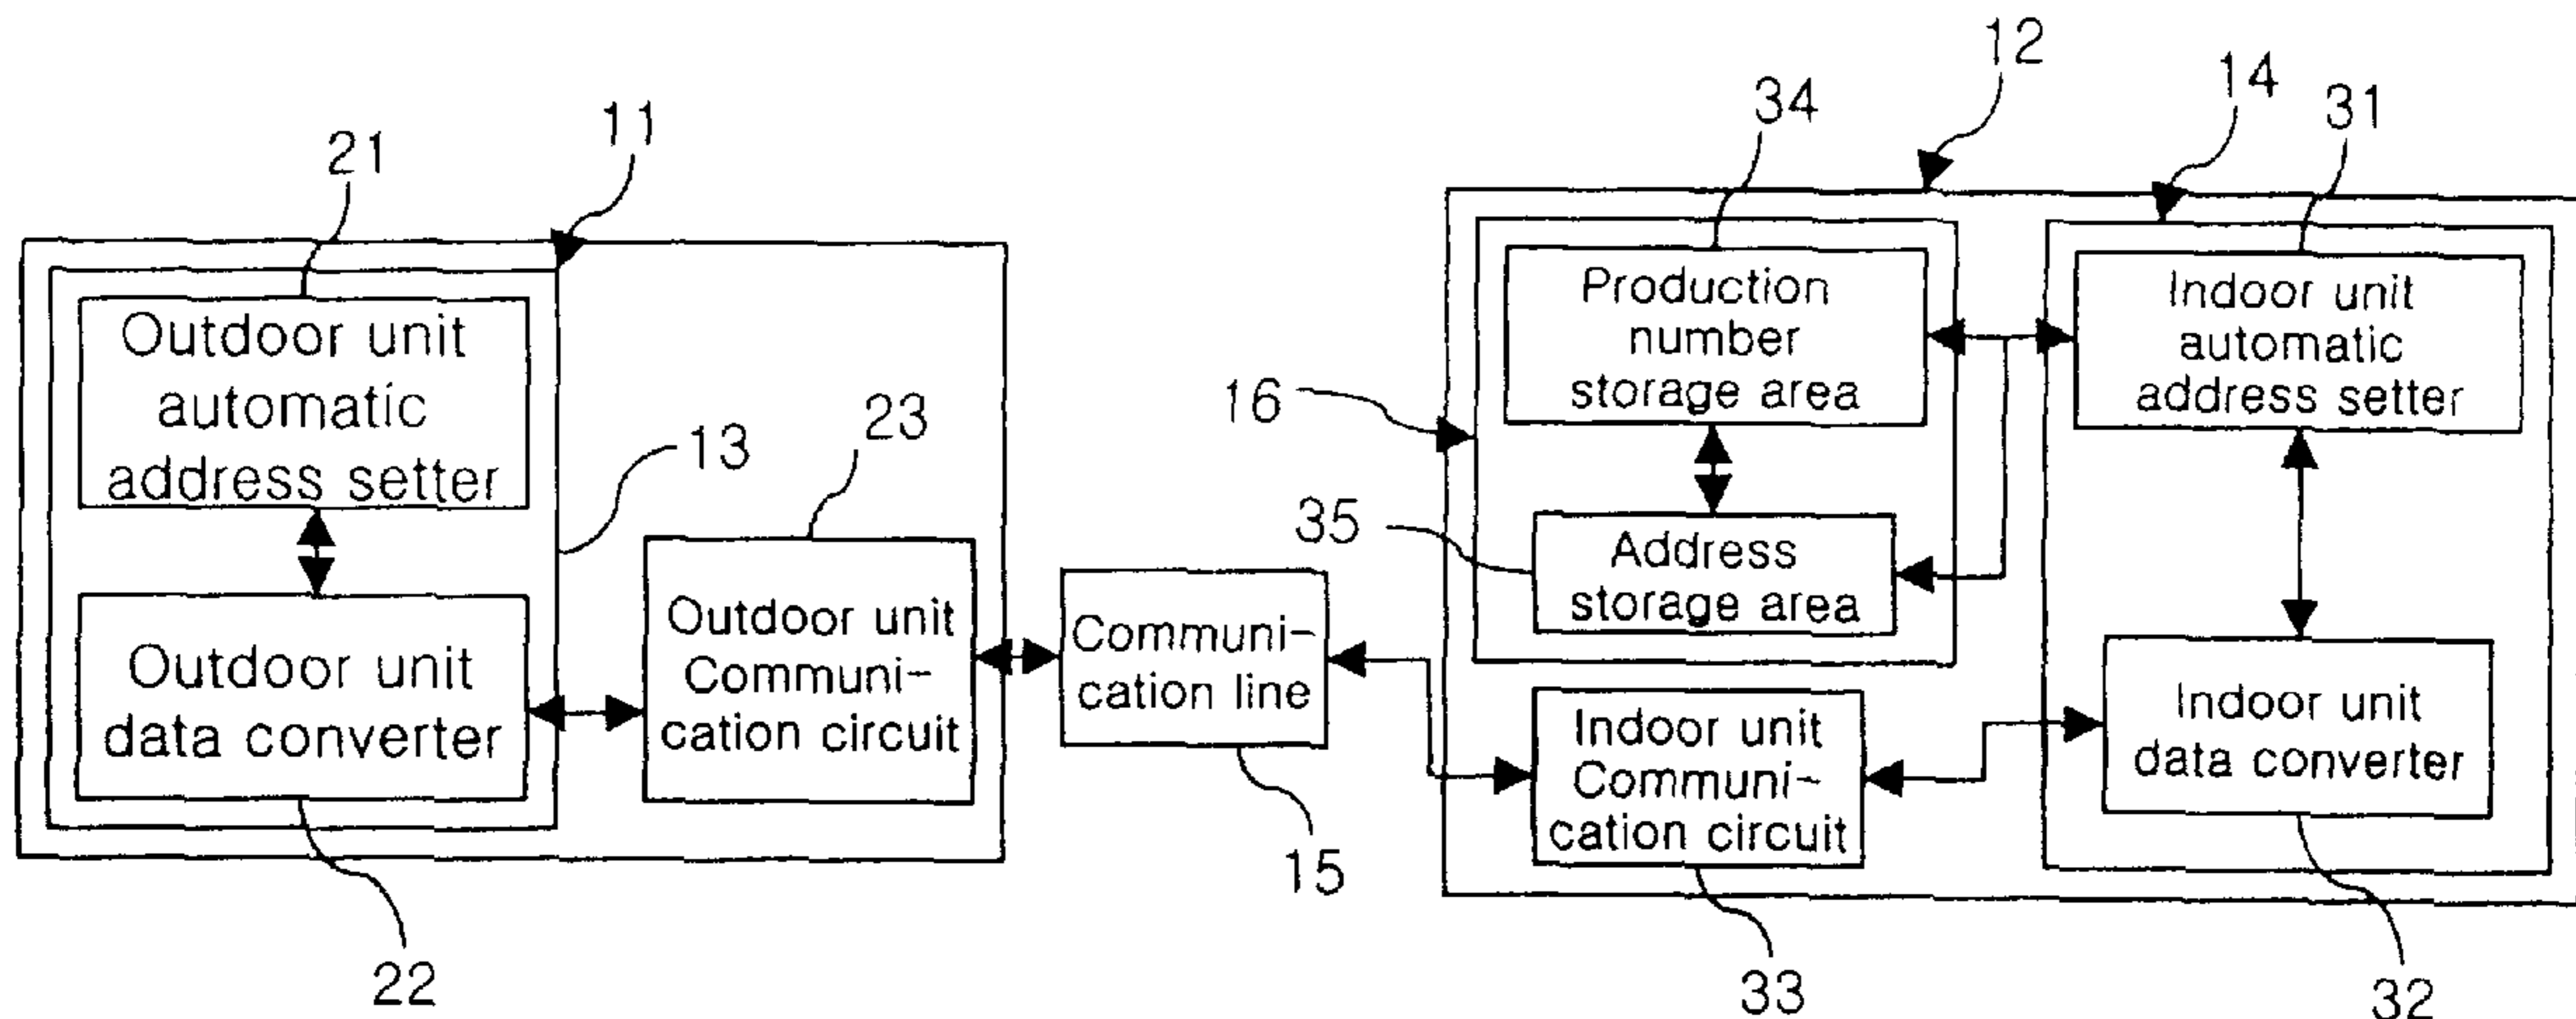 12
14
34
31
11
21
Outdoor unit
automatic
address setter
13
23
Outdoor unit
data converter
Outdoor unit
Communi-
cation circuit
22
Communi-
cation line
15
16
Production
number
storage area
35
Address
storage area
Indoor unit
automatic
address setter
Indoor unit
Communi-
cation circuit
33
Indoor unit
data converter
32